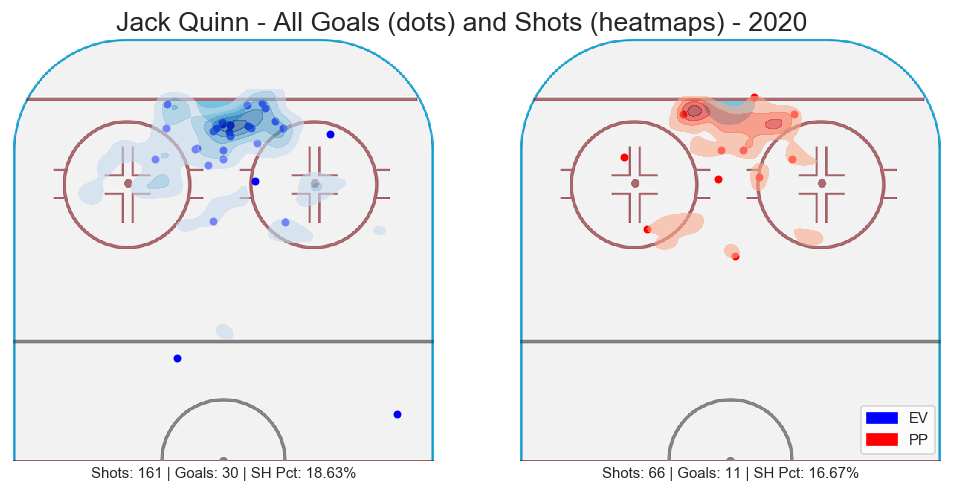 Jack Quinn - All Goals (dots) and Shots (heatmaps) - 2020
EV
PP
Shots: 161 | Goals: 30 | SH Pct: 18.63%
Shots: 66 | Goals: 11 | SH Pct: 16.67%